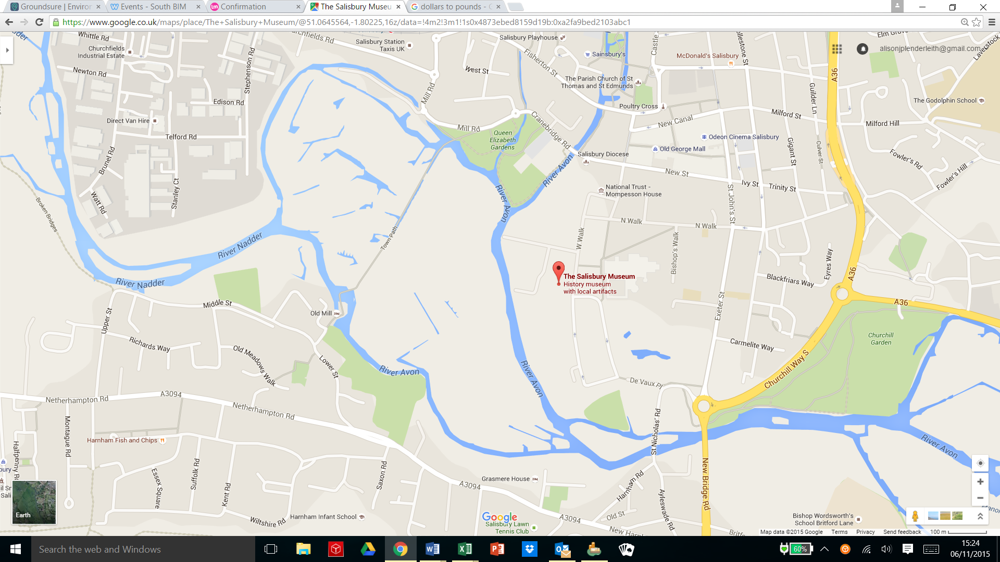 Groundsure | Environ
Events - South BIM
Confirmation
The Salisbury Museu
dollars to pounds -
https://www.google.co.uk/maps/place/The+Salisbury+Museum/@51.0645564,-1.80225,16z/data=!4m2!3m1!1s0x4873ebed8159d19b:0xa2fa9bed2103abc1
Nadder
Whittle Rd
Churchfields
Industrial Estate
Newton Rd
Stephenson Rd
Edison Rd
Direct Van Hire
Telford Rd
Brunel Rd
Stanley Ct
Watt Rd
Broken Bridges
River Nadder
River Nadder
urchfields Rd
Salisbury Station
Taxis UK
Mill Rd
West St
Mill Rd
Salisbury Playhouse
Fisherton St
Sainsbury's
Castle
The Parish Church of St
Thomas and St Edmunds
Poultry Cross
Cranebridge Rd
Queen
Elizabeth
Gardens
Salisbury Diocese
River Avon
River Avon
New Canal
McDonald's Salisbury
ollestone St
Odeon Cinema Salisbury
Old George Mall
New St
Ivy St
Trinity St
Milford St
Guilder Ln
Gigant St
Culver St
A36
Elm Grov
alisonjplenderleith@gmail.com
Laverstock
The Godolphin School
Milford Hill
Fowler's Rd
Fowler's Hill
National Trust -
Mompesson House
St John's St
N Walk
N Walk
W Walk
Bishop's Walk
Town Path
The Salisbury Museum
History museum
with local artifacts
Blackfriars Way
Eyres Way
A36
A36
Exeter St
Carmelite Way
Churchill Way S
Churchill
Garden
Middle St
Old Mill
Upper St
Richards Way
Old Meadows Walk
Lower St
River Avon
River Avon
De Vaux Pl
Netherhampton Rd
A3094
Netherhampton Rd
Montague Rd
Harnham Fish and Chips
Halfpenny Rd
bury
il Sr
Sali
Essex Square
Suffolk Rd
Kent Rd
Saxon Rd
Wiltshire Rd
Harnham Infant School
Grasmere House
A3094
St Nicholas' Rd
Harnham Rd
Ayleswade Rd
Old St
A3094
New Harn
New Bridge Rd
River Avon
Bishop Wordsworth's
School Britford Lane
Britfo
Manor
Salisbury Lawn
Tennis Club
Google
Earth
Map data ©2015 Google
Terms
Privacy
Send feedback
100 m
Search the web and Windows
60%
15:24
06/11/2015